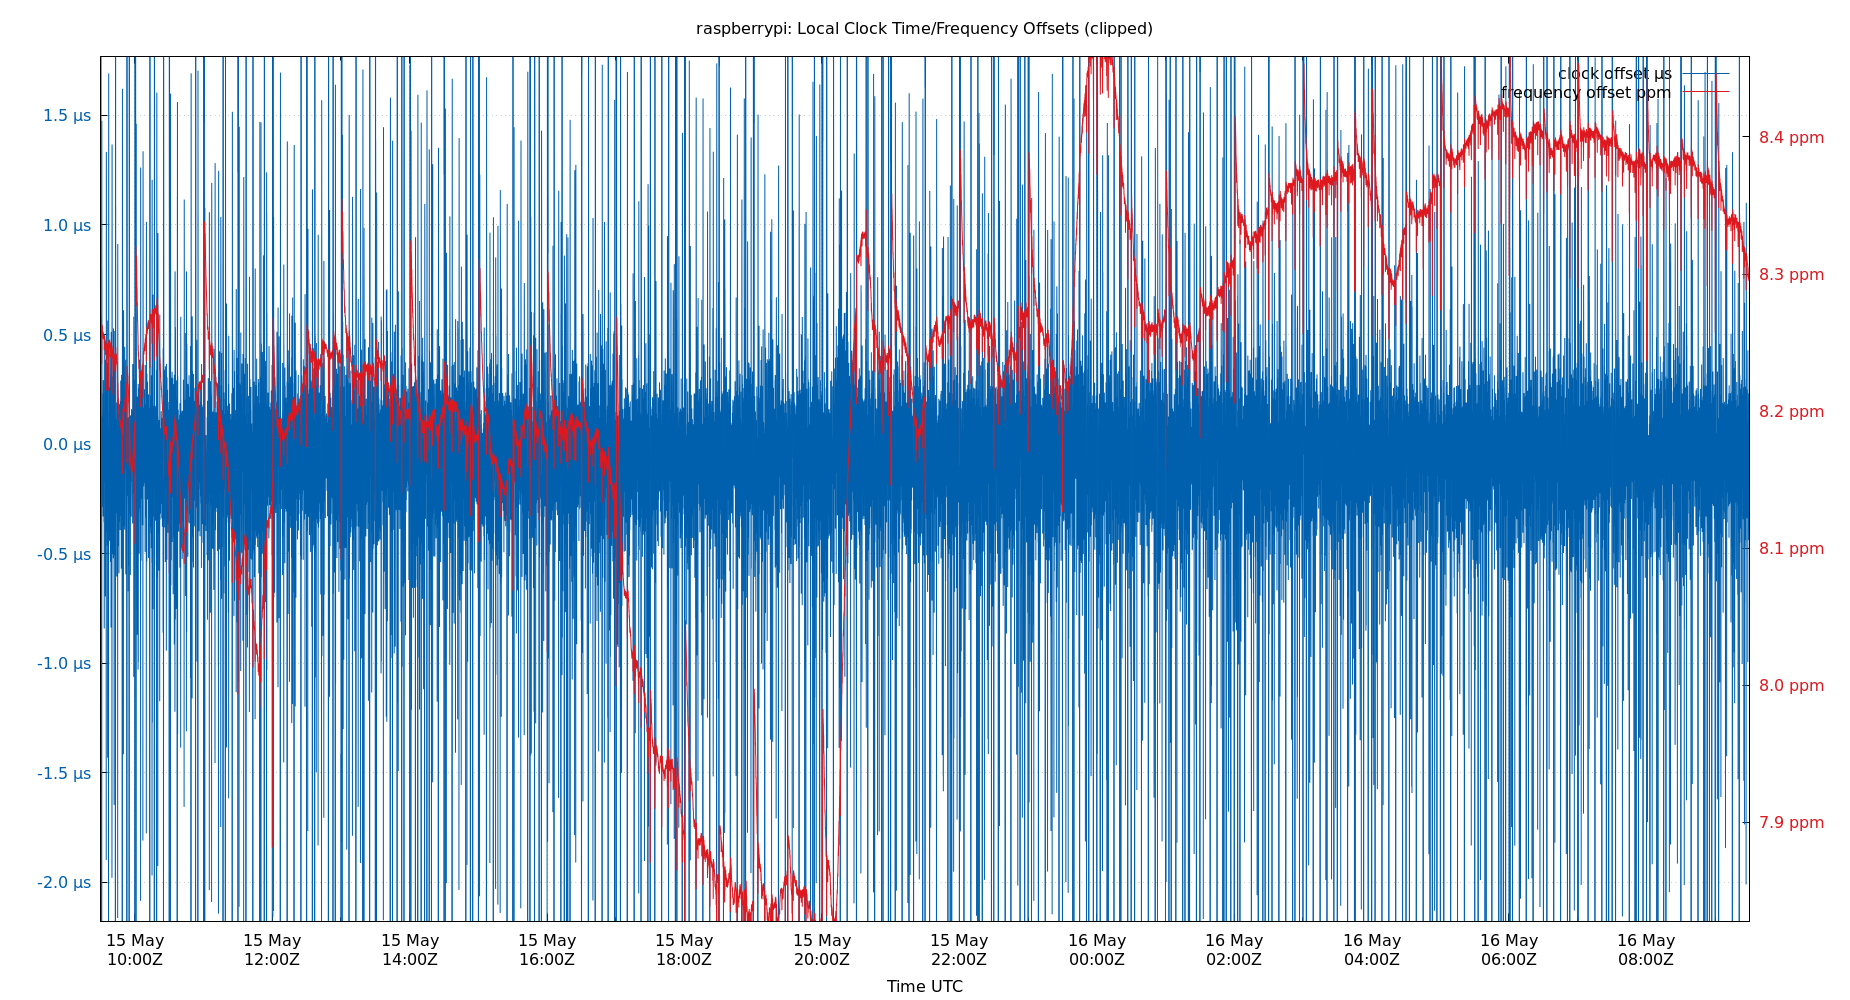 raspberrypi: Local Clock Time/Frequency Offsets (clipped)
clock offset µs
frequency offset ppm
1.5 µs
1.0 µs
0.5 µs
0.0 µs
-0.5 µs
-1.0 µs
-1.5 µs
-2.0 µs
8.4 ppm
8.3 ppm
8.2 ppm
8.1 ppm
8.0 ppm
7.9 ppm
15 May 15 May 15 May 15 May 15 May 15 May 15 May 16 May 16 May 16 May 16 May 16 May
10:00Z 12:00Z 14:00Z 16:00Z 18:00Z 20:00Z 22:00Z 00:00Z 02:00Z 04:00Z 06:00Z 08:00Z
Time UTC